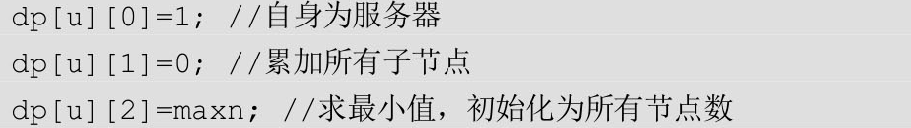 dp[u][0]=1; //自身为服务器
dp[u][1]=0; //累加所有子节点
dp[u][2]=maxn; //求最小值，初始化为所有节点数